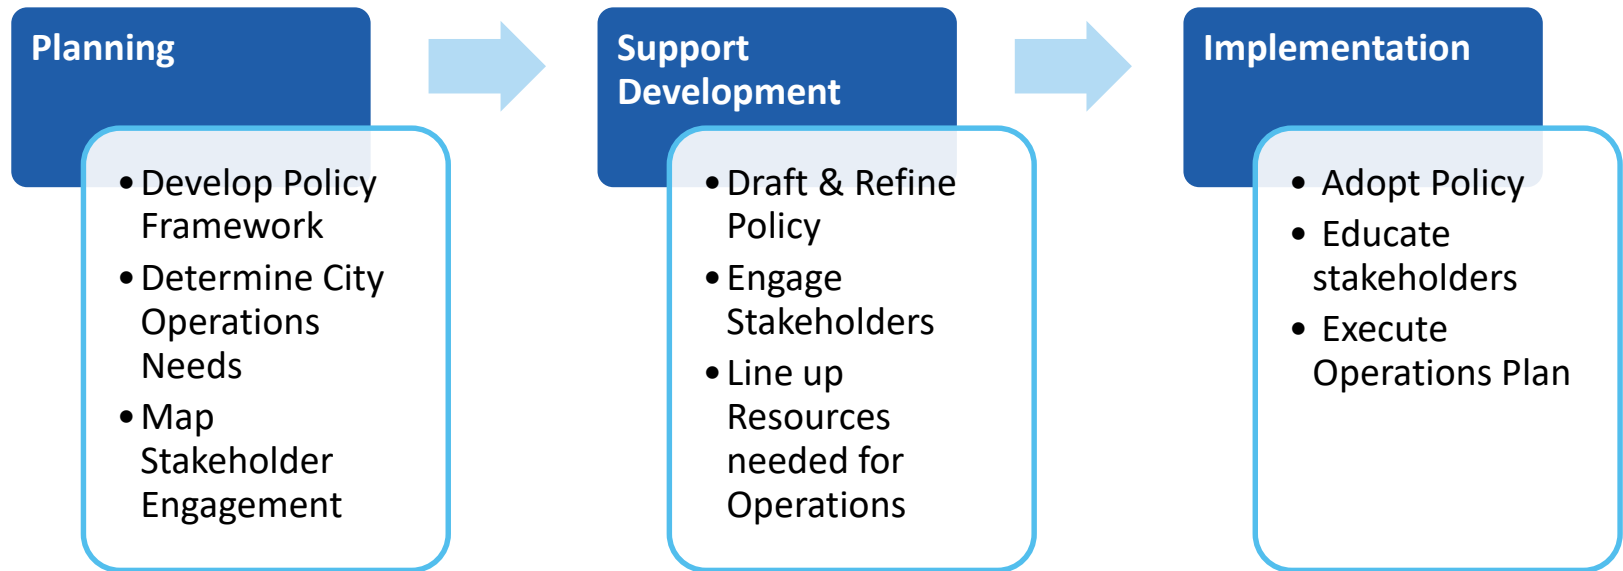 Planning
• Develop Policy
Framework
• Determine City
Operations
Needs
• Map
Stakeholder
Engagement
Support
Development
• Draft & Refine
Policy
• Engage
Stakeholders
• Line up
Resources
needed for
Operations
Implementation
• Adopt Policy
• Educate
stakeholders
• Execute
Operations Plan